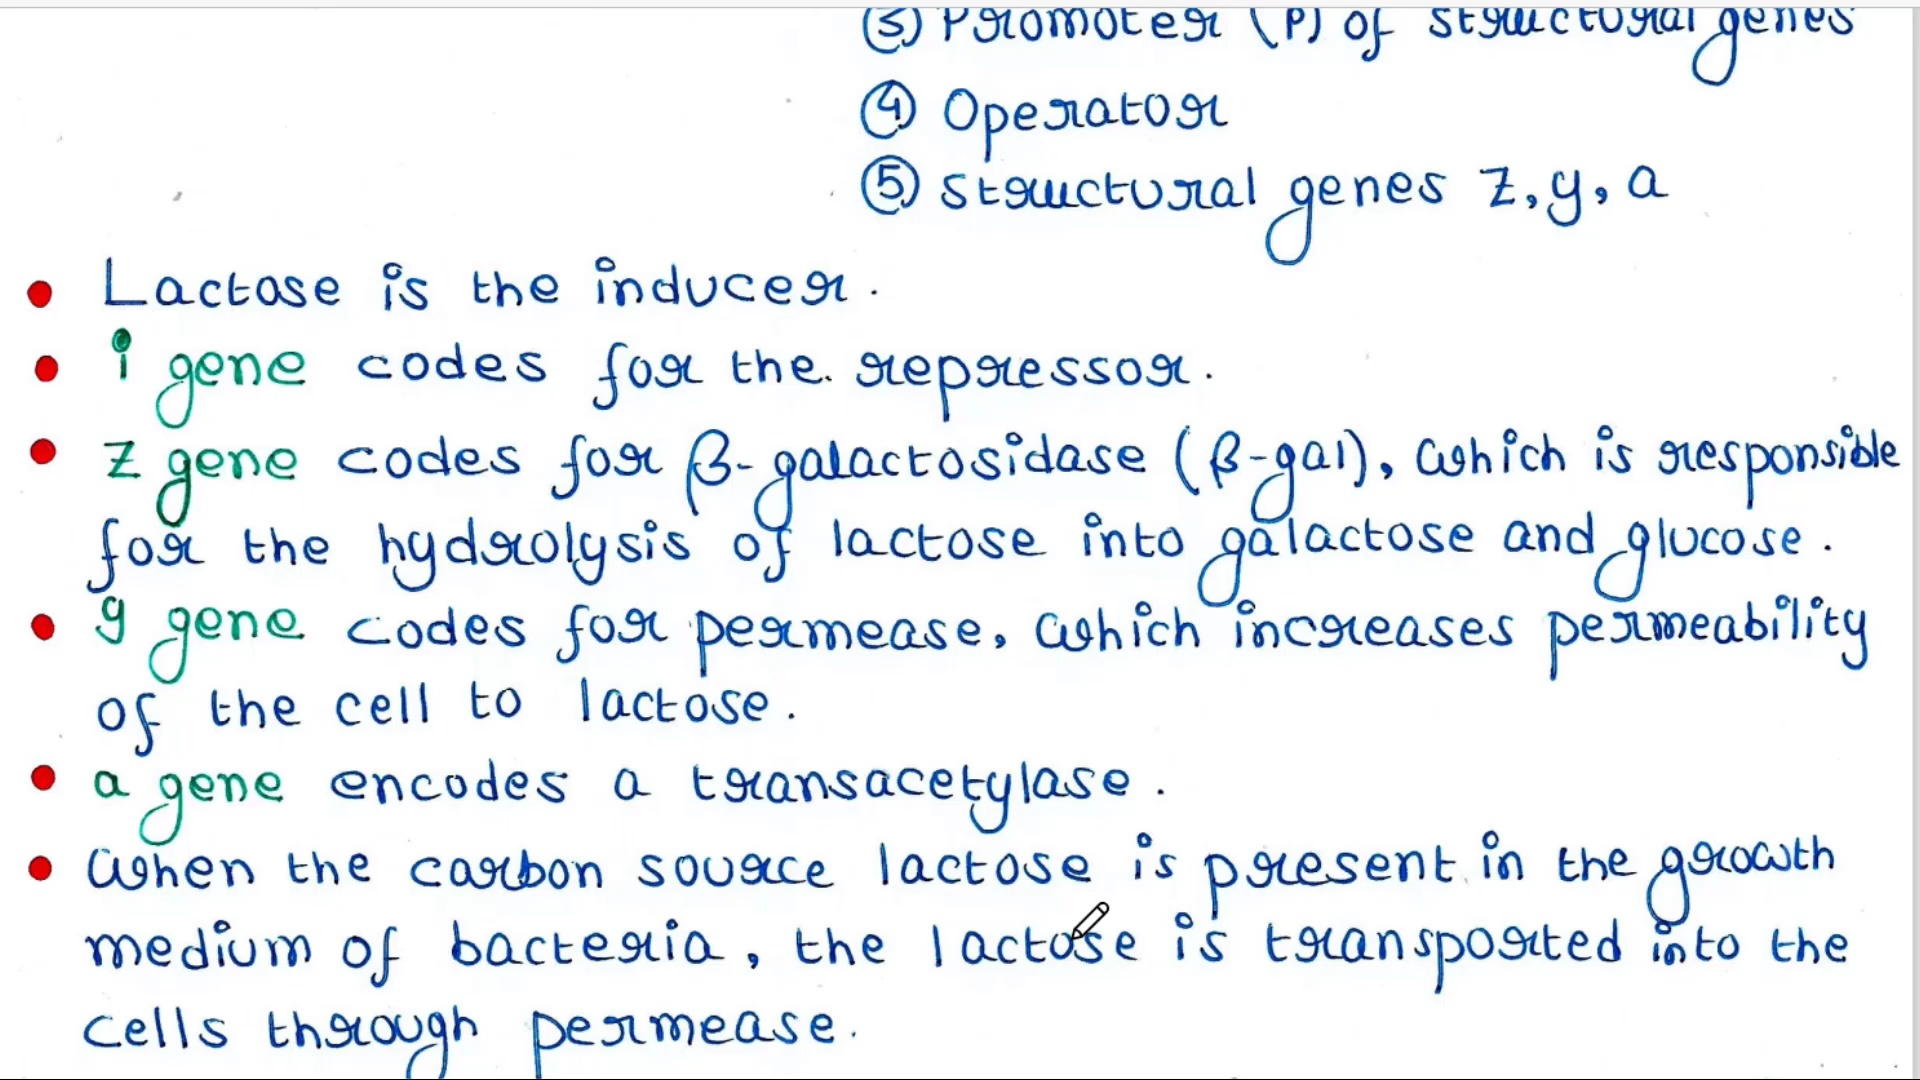 ③ Promoter (P) of structural genes
④ Operator
⑤ structural genes z, y, a
• Lactose is the inducer.
• i gene codes for the repressor.
• z gene codes for β-galactosidase (β-gal), which is responsible
for the hydrolysis of lactose into galactose and glucose.
• y gene codes for permease, which increases permeability
of the cell to lactose.
• a gene encodes a transacetylase.
• When the carbon source lactose is present in the growth
medium of bacteria, the lactose is transported into the
cells through permease.